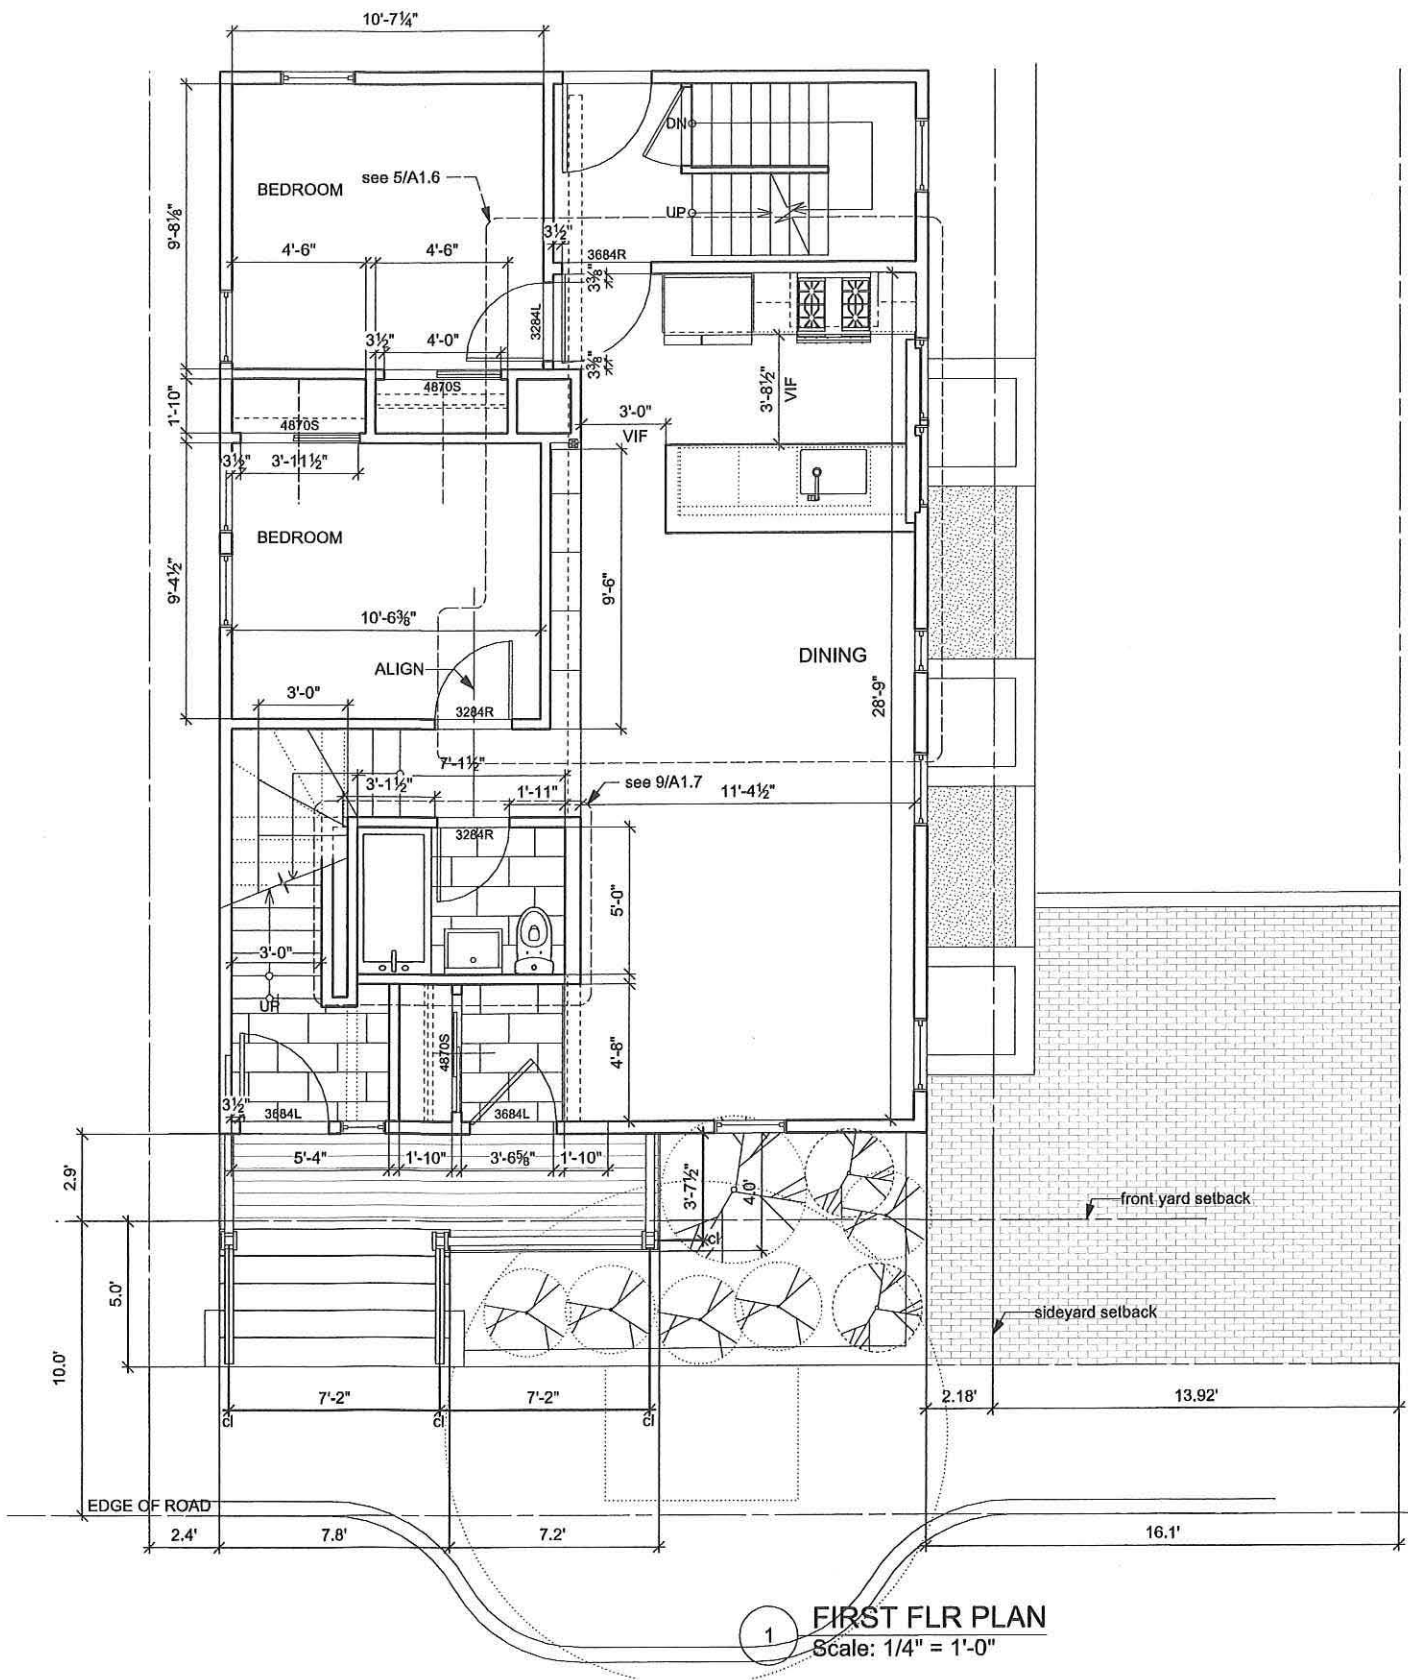 10'-7¼"
DN
BEDROOM
see 5/A1.6
9'-8⅛"
UP
3½"
4'-6"
4'-6"
3684R
3⅜"
3284L
3½"
4'-0"
3⅜"
3'-8½"
VIF
4870S
1'-10"
4870S
3'-0"
VIF
3½"
3'-11½"
BEDROOM
9'-4½"
9'-6"
10'-6⅜"
DINING
ALIGN
28'-9"
3'-0"
3284R
7'-1½"
3'-1½"
1'-11"
see 9/A1.7
11'-4½"
3284R
5'-0"
3'-0"
UP
4870S
4'-8"
3½"
3684L
3684L
5'-4"
1'-10"
3'-6⅝"
1'-10"
2.9'
3'-7½"
4.0'
front yard setback
CI
5.0'
sideyard setback
10.0'
7'-2"
7'-2"
2.18'
13.92'
CI
CI
CI
EDGE OF ROAD
2.4'
7.8'
7.2'
16.1'
1
FIRST FLR PLAN
Scale: 1/4" = 1'-0"